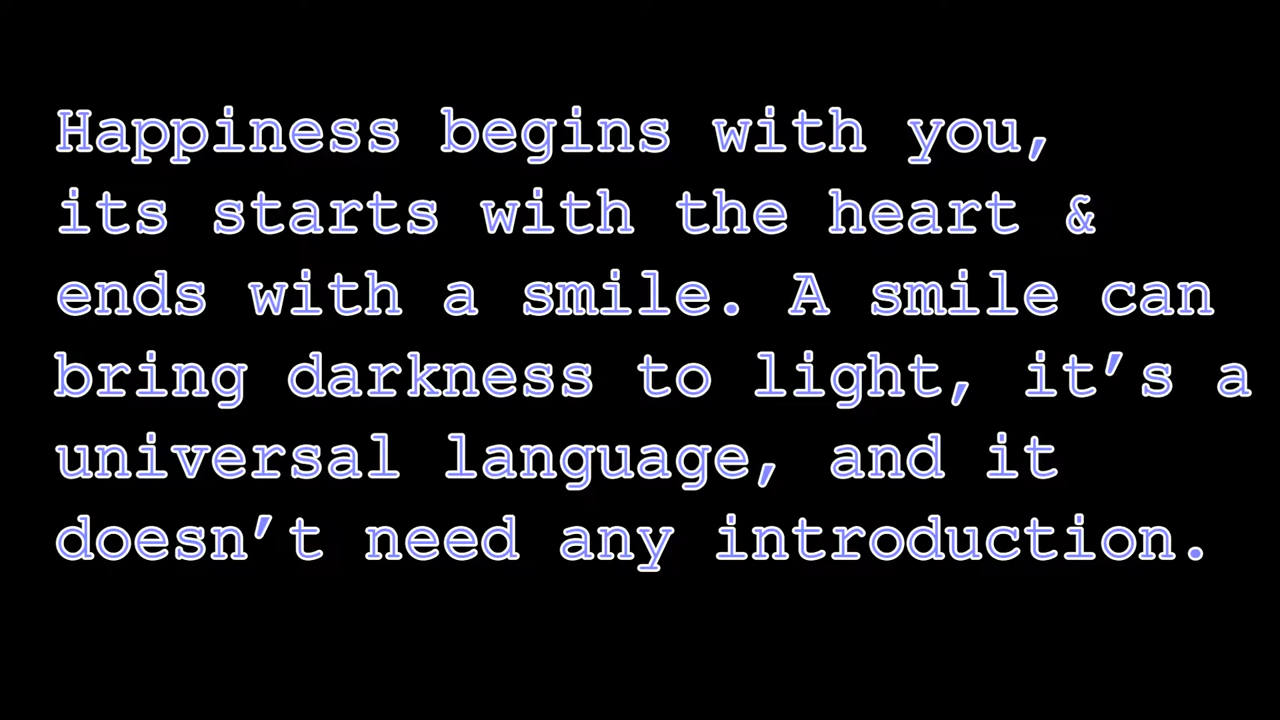 Happiness begins with you,
its starts with the heart &
ends with a smile. A smile can
bring darkness to light, it’s a
universal language, and it
doesn’t need any introduction.